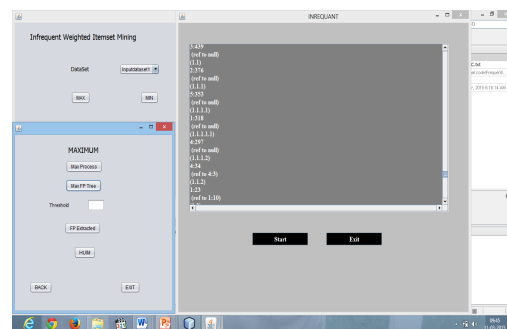 Infrequent Weighted Itemset Mining
DataSet
Inputdataset1
MAX
MIN
MAXIMUM
Max Process
Max FP Tree
Threshold
FP Extracted
HUIM
BACK
EXIT
INREQUANT
3:439
(ref to null)
(1.1)
2:376
(ref to null)
(1.1.1)
5:353
(ref to null)
(1.1.1.1)
1:318
(ref to null)
(1.1.1.1.1)
4:297
(ref to null)
(1.1.1.2)
4:34
(ref to 4:3)
(1.1.2)
1:23
(ref to 1:10)
Start
Exit
C.txt
06:45